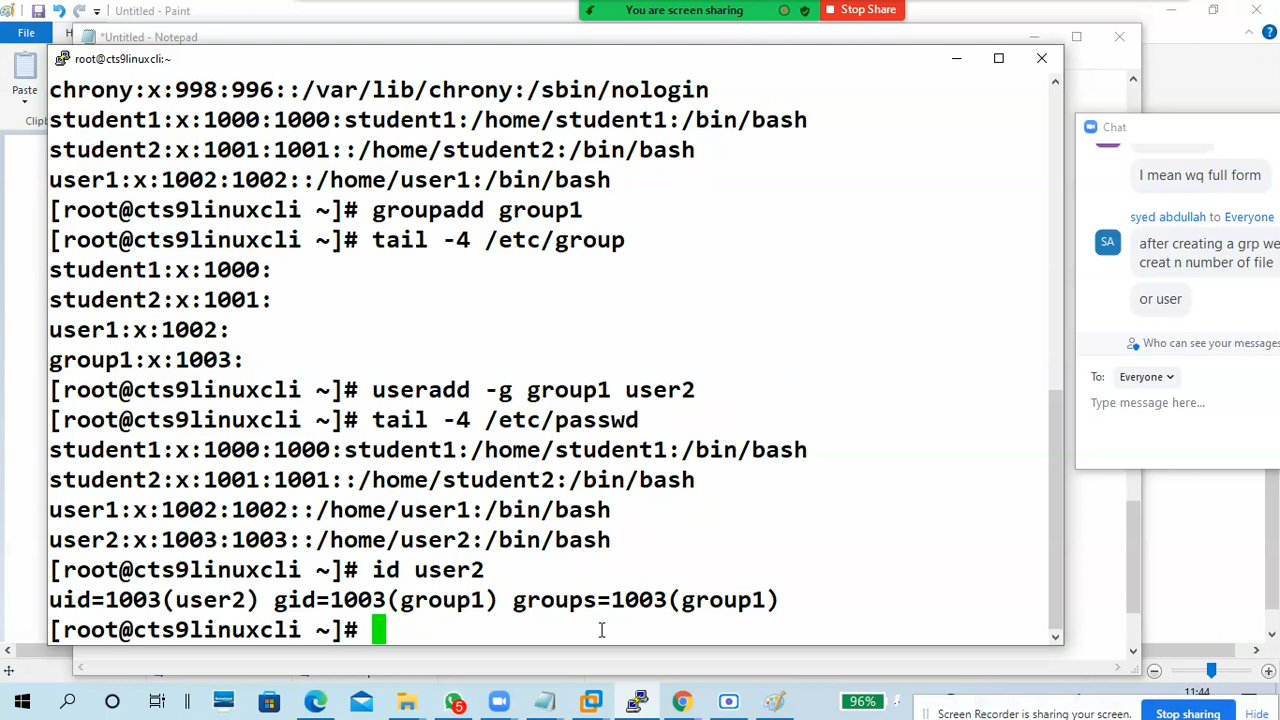 Untitled - Paint
You are screen sharing
Stop Share
File
*Untitled - Notepad
Paste
root@cts9linuxcli:~
chrony:x:998:996::/var/lib/chrony:/sbin/nologin
student1:x:1000:1000:student1:/home/student1:/bin/bash
student2:x:1001:1001::/home/student2:/bin/bash
user1:x:1002:1002::/home/user1:/bin/bash
[root@cts9linuxcli ~]# groupadd group1
[root@cts9linuxcli ~]# tail -4 /etc/group
student1:x:1000:
student2:x:1001:
user1:x:1002:
group1:x:1003:
[root@cts9linuxcli ~]# useradd -g group1 user2
[root@cts9linuxcli ~]# tail -4 /etc/passwd
student1:x:1000:1000:student1:/home/student1:/bin/bash
student2:x:1001:1001::/home/student2:/bin/bash
user1:x:1002:1002::/home/user1:/bin/bash
user2:x:1003:1003::/home/user2:/bin/bash
[root@cts9linuxcli ~]# id user2
uid=1003(user2) gid=1003(group1) groups=1003(group1)
[root@cts9linuxcli ~]#
Chat
I mean wq full form
syed abdullah to Everyone
SA
after creating a grp we
creat n number of file
or user
Who can see your messages
To: Everyone
Type message here...
5
96%
11:44
Screen Recorder is sharing your screen.
Stop sharing
Hide